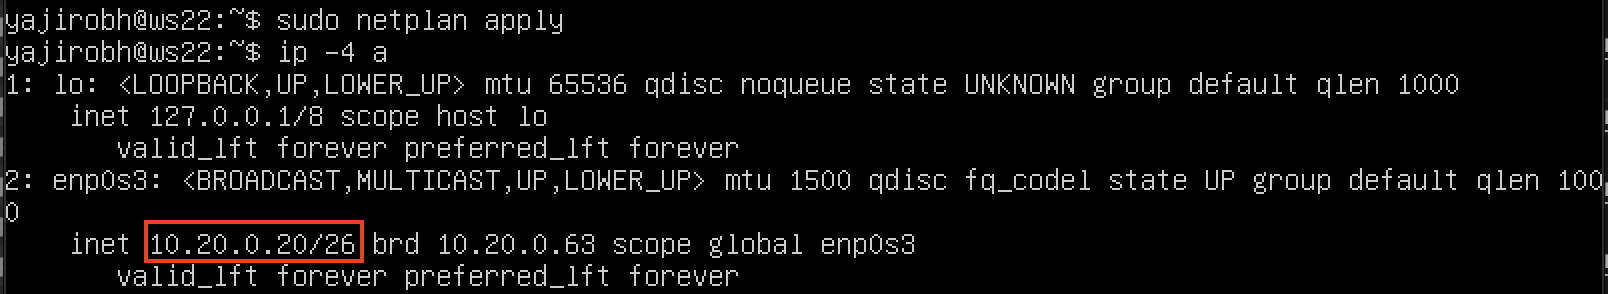 yajirobh@ws22:~$ sudo netplan apply
yajirobh@ws22:~$ ip -4 a
1: lo: <LOOPBACK,UP,LOWER_UP> mtu 65536 qdisc noqueue state UNKNOWN group default qlen 1000
    inet 127.0.0.1/8 scope host lo
       valid_lft forever preferred_lft forever
2: enp0s3: <BROADCAST,MULTICAST,UP,LOWER_UP> mtu 1500 qdisc fq_codel state UP group default qlen 100
0
    inet 10.20.0.20/26 brd 10.20.0.63 scope global enp0s3
       valid_lft forever preferred_lft forever